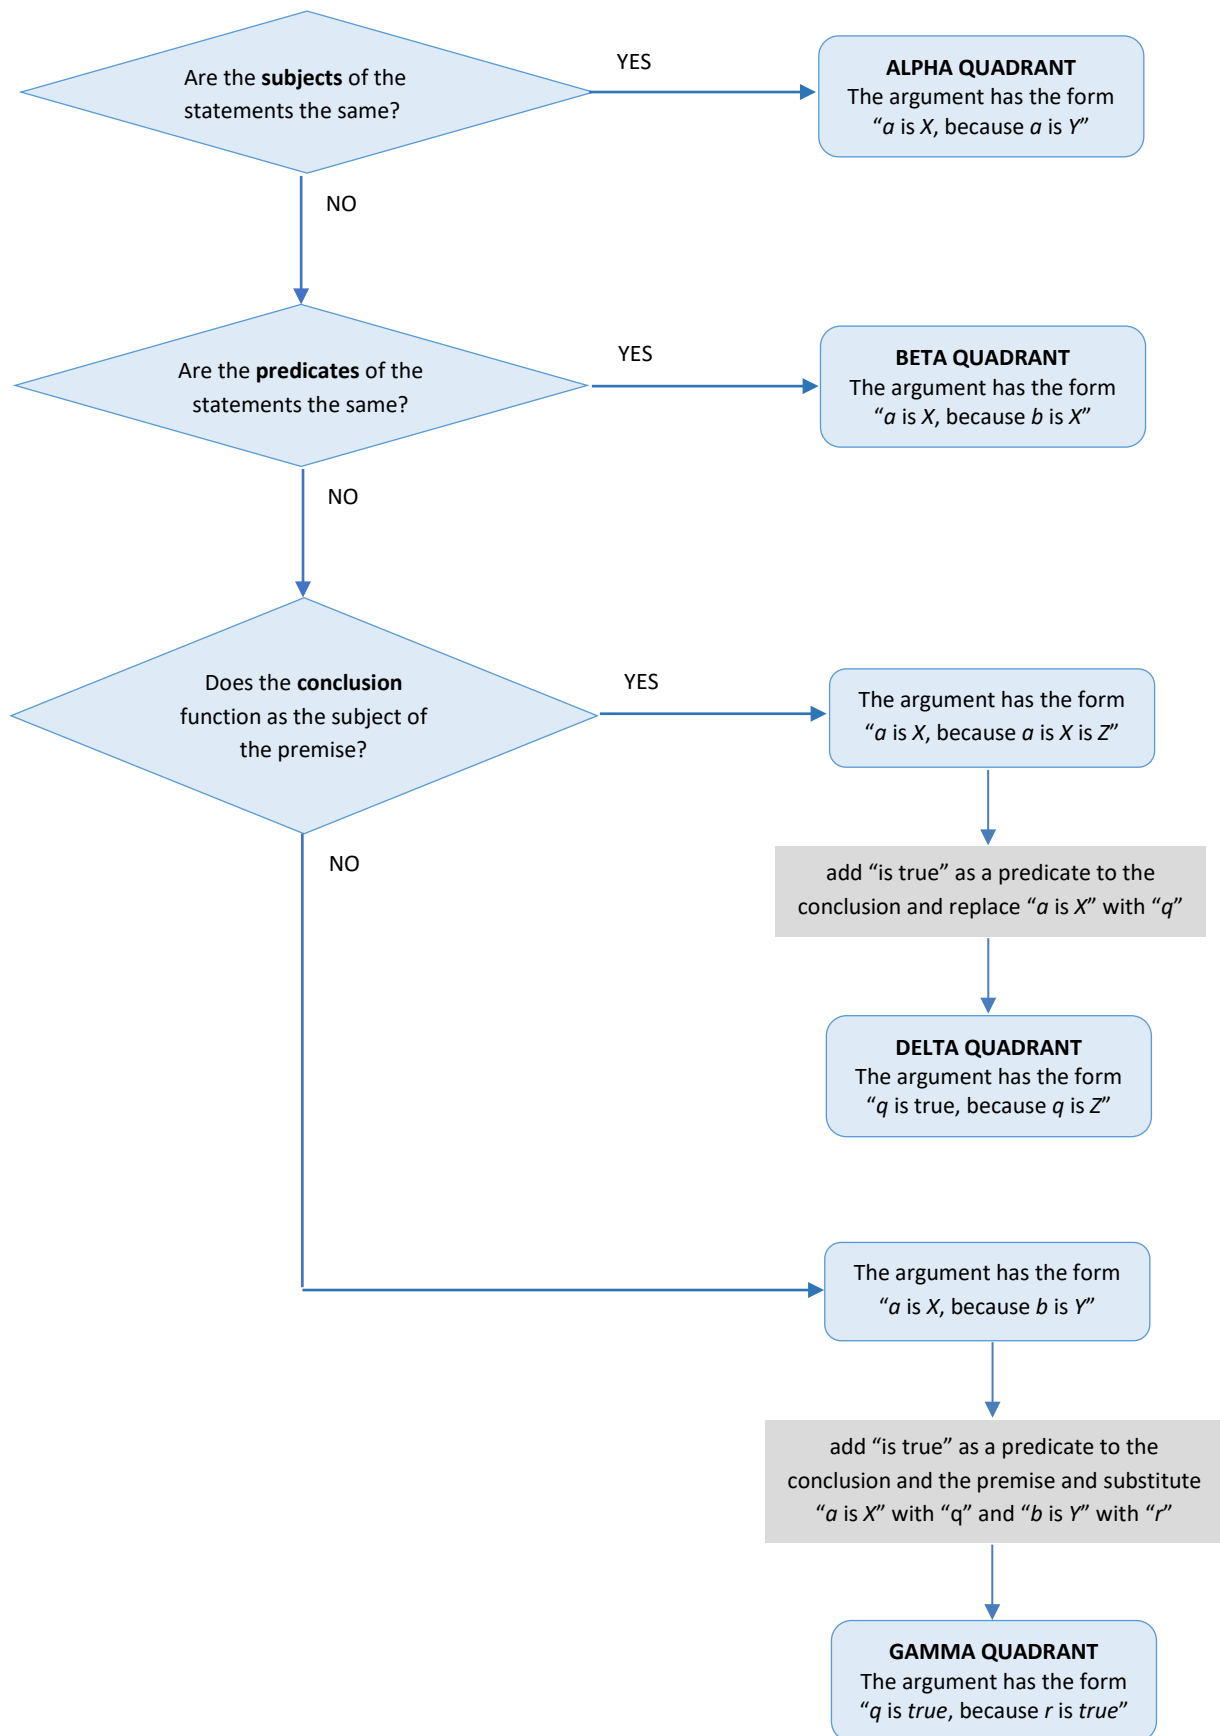 Are the subjects of the
statements the same?
YES
ALPHA QUADRANT
The argument has the form
“a is X, because a is Y”
NO
Are the predicates of the
statements the same?
YES
BETA QUADRANT
The argument has the form
“a is X, because b is X”
NO
Does the conclusion
function as the subject of
the premise?
YES
The argument has the form
“a is X, because a is X is Z”
add “is true” as a predicate to the
conclusion and replace “a is X” with “q”
DELTA QUADRANT
The argument has the form
“q is true, because q is Z”
NO
The argument has the form
“a is X, because b is Y”
add “is true” as a predicate to the
conclusion and the premise and substitute
“a is X” with “q” and “b is Y” with “r”
GAMMA QUADRANT
The argument has the form
“q is true, because r is true”